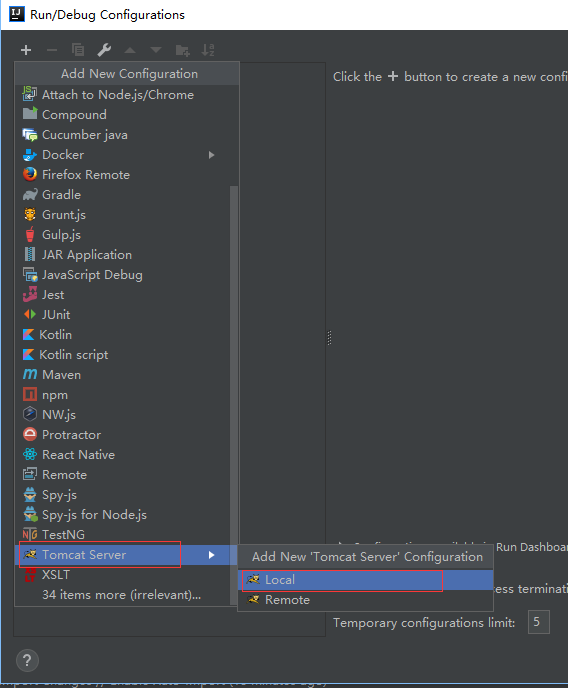 Run/Debug Configurations
Add New Configuration
Click the + button to create a new confi
Attach to Node.js/Chrome
Compound
Cucumber java
Docker
Firefox Remote
Gradle
Grunt.js
Gulp.js
JAR Application
JavaScript Debug
Jest
JUnit
Kotlin
Kotlin script
Maven
npm
NW.js
Protractor
React Native
Remote
Spy-js
Spy-js for Node.js
TestNG
Tomcat Server
XSLT
34 items more (irrelevant)...
Run Dashboa
Add New 'Tomcat Server' Configuration
Local
Remote
ess terminati
Temporary configurations limit:
5
?